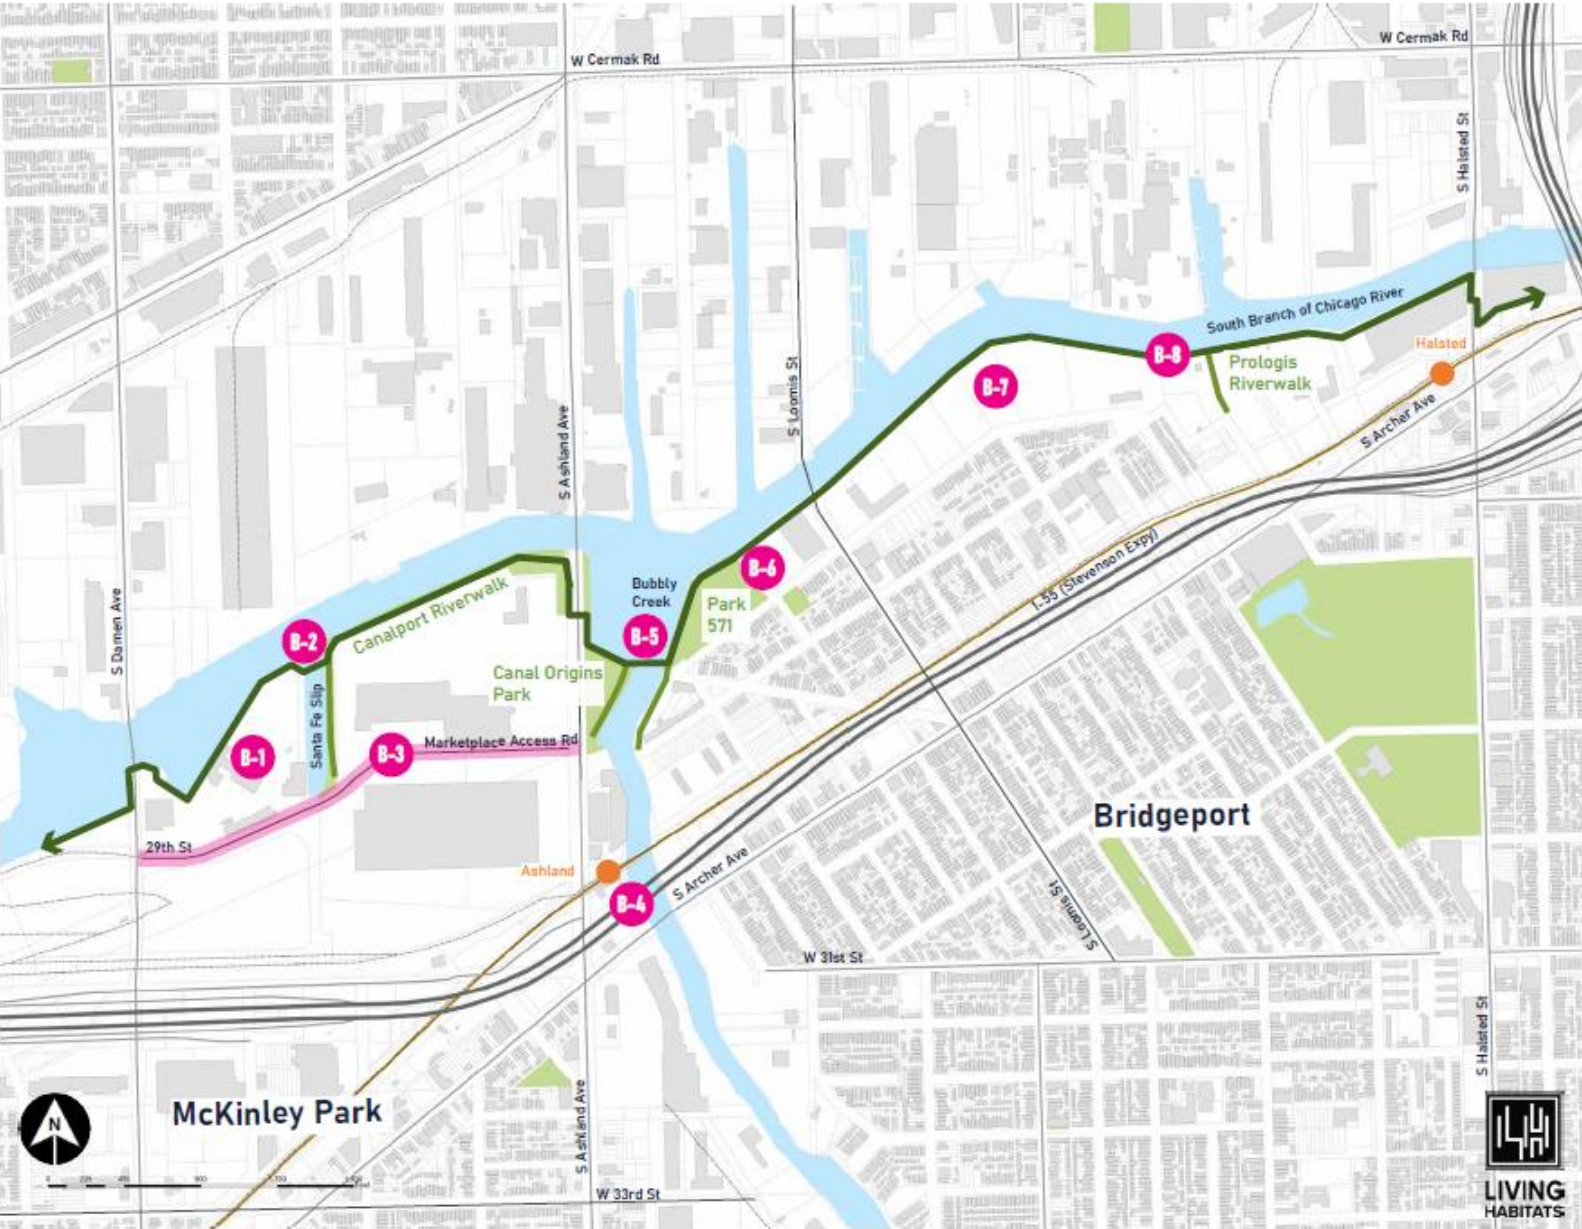 W Cermak Rd
W Cermak Rd
S Halsted St
South Branch of Chicago River
Halsted
B-8
Prologis
Riverwalk
S Loomis St
B-7
S Archer Ave
S Ashland Ave
I-55 (Stevenson Expy)
B-6
Bubbly
Creek
Park
571
Canalport Riverwalk
S Damen Ave
B-2
B-5
Canal Origins
Park
Santa Fe Slip
B-1
B-3
Marketplace Access Rd
29th St
Bridgeport
Ashland
S Archer Ave
B-4
S Loomis St
W 31st St
S Halsted St
McKinley Park
N
S Ashland Ave
W 33rd St
LIVING
HABITATS